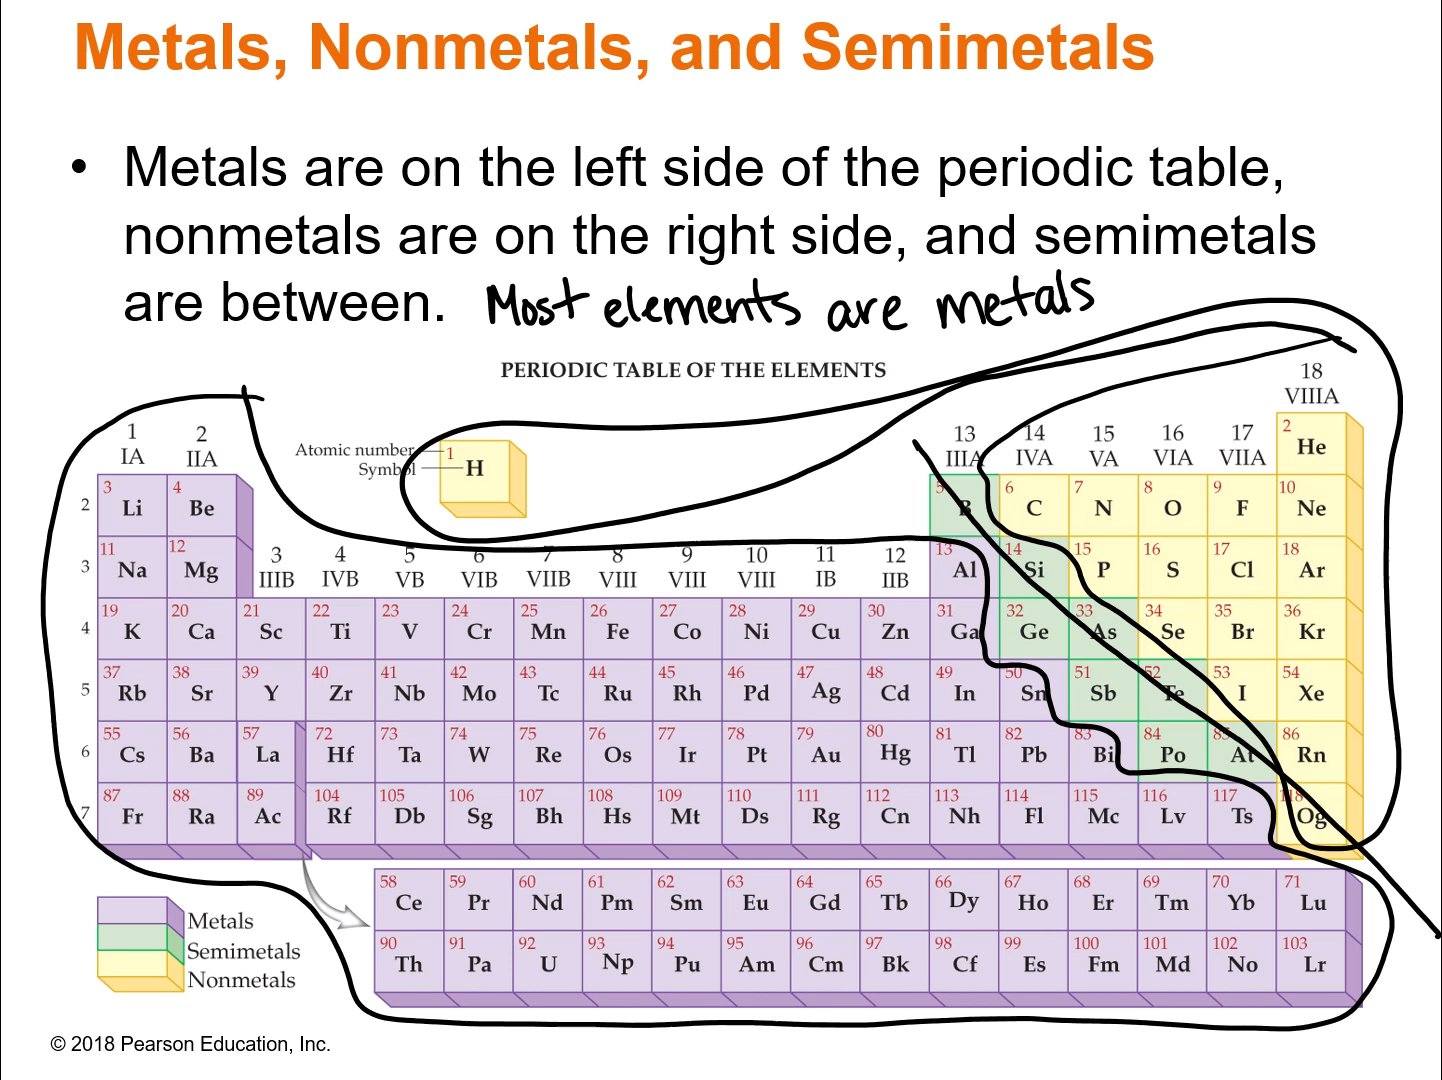 Metals, Nonmetals, and Semimetals
• Metals are on the left side of the periodic table,
nonmetals are on the right side, and semimetals
are between. Most elements are metals
PERIODIC TABLE OF THE ELEMENTS
18
VIIIA
1 2 Atomic number 1 13 14 15 16 17 2
IA IIA Symbol H IIIA IVA VA VIA VIIA He
3 4 5 6 7 8 9 10
2 Li Be B C N O F Ne
11 12 3 4 5 6 7 8 9 10 11 12 13 14 15 16 17 18
3 Na Mg IIIB IVB VB VIB VIIB VIII VIII VIII IB IIB Al Si P S Cl Ar
19 20 21 22 23 24 25 26 27 28 29 30 31 32 33 34 35 36
4 K Ca Sc Ti V Cr Mn Fe Co Ni Cu Zn Ga Ge As Se Br Kr
37 38 39 40 41 42 43 44 45 46 47 48 49 50 51 52 53 54
5 Rb Sr Y Zr Nb Mo Tc Ru Rh Pd Ag Cd In Sn Sb Te I Xe
55 56 57 72 73 74 75 76 77 78 79 80 81 82 83 84 85 86
6 Cs Ba La Hf Ta W Re Os Ir Pt Au Hg Tl Pb Bi Po At Rn
87 88 89 104 105 106 107 108 109 110 111 112 113 114 115 116 117 118
7 Fr Ra Ac Rf Db Sg Bh Hs Mt Ds Rg Cn Nh Fl Mc Lv Ts Og
58 59 60 61 62 63 64 65 66 67 68 69 70 71
Ce Pr Nd Pm Sm Eu Gd Tb Dy Ho Er Tm Yb Lu
90 91 92 93 94 95 96 97 98 99 100 101 102 103
Th Pa U Np Pu Am Cm Bk Cf Es Fm Md No Lr
Metals
Semimetals
Nonmetals
© 2018 Pearson Education, Inc.